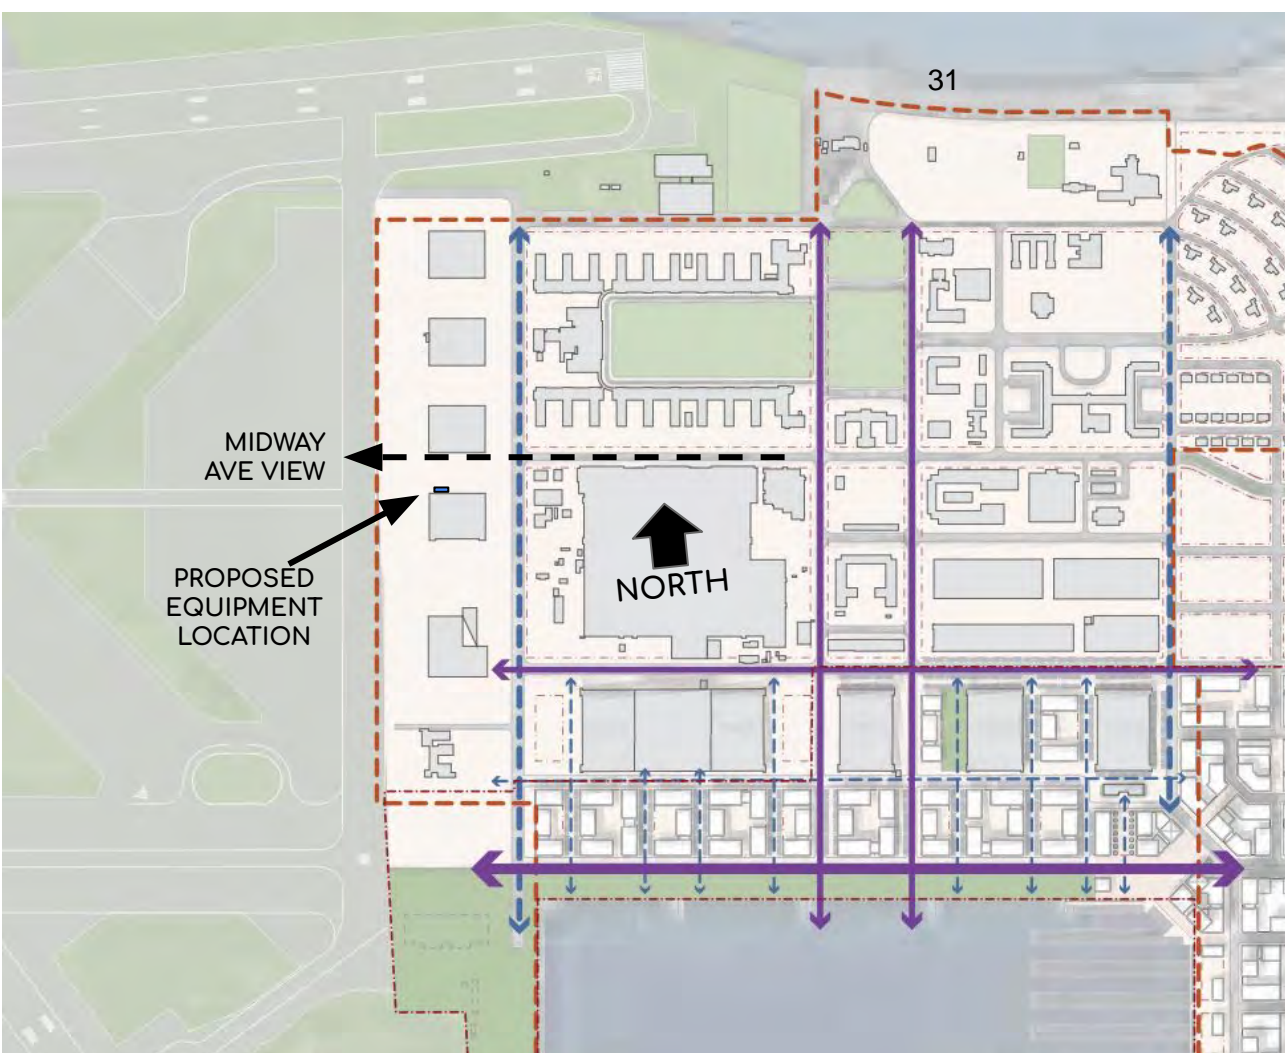 31
MIDWAY
AVE VIEW
PROPOSED
EQUIPMENT
LOCATION
NORTH